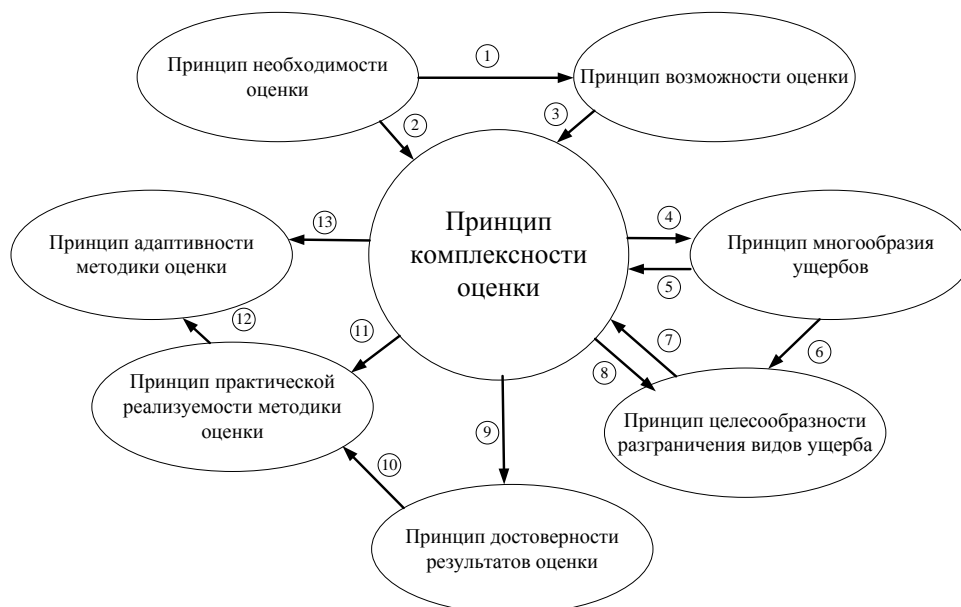 Принцип необходимости
оценки
1
Принцип возможности оценки
2
3
Принцип
комплексности
оценки
13
4
Принцип адаптивности
методики оценки
Принцип многообразия
ущербов
5
12
11
7
6
8
Принцип практической
реализуемости методики
оценки
Принцип целесообразности
разграничения видов ущерба
9
10
Принцип достоверности
результатов оценки